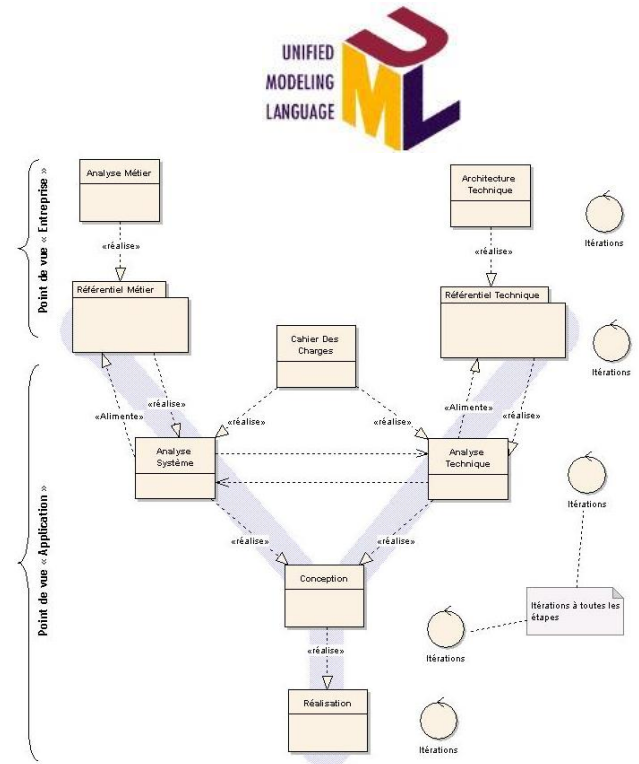 UNIFIED
MODELING
LANGUAGE
UML
Point de vue « Entreprise »
Analyse Métier
Architecture
Technique
Itérations
«réalise»
«réalise»
Référentiel Métier
Référentiel Technique
Cahier Des
Charges
Itérations
Point de vue « Application »
«Alimente»
«réalise»
«réalise»
«réalise»
«Alimente»
«réalise»
Analyse
Système
Analyse
Technique
Itérations
«réalise»
«réalise»
Conception
Itérations à toutes les
étapes
Itérations
«réalise»
Réalisation
Itérations